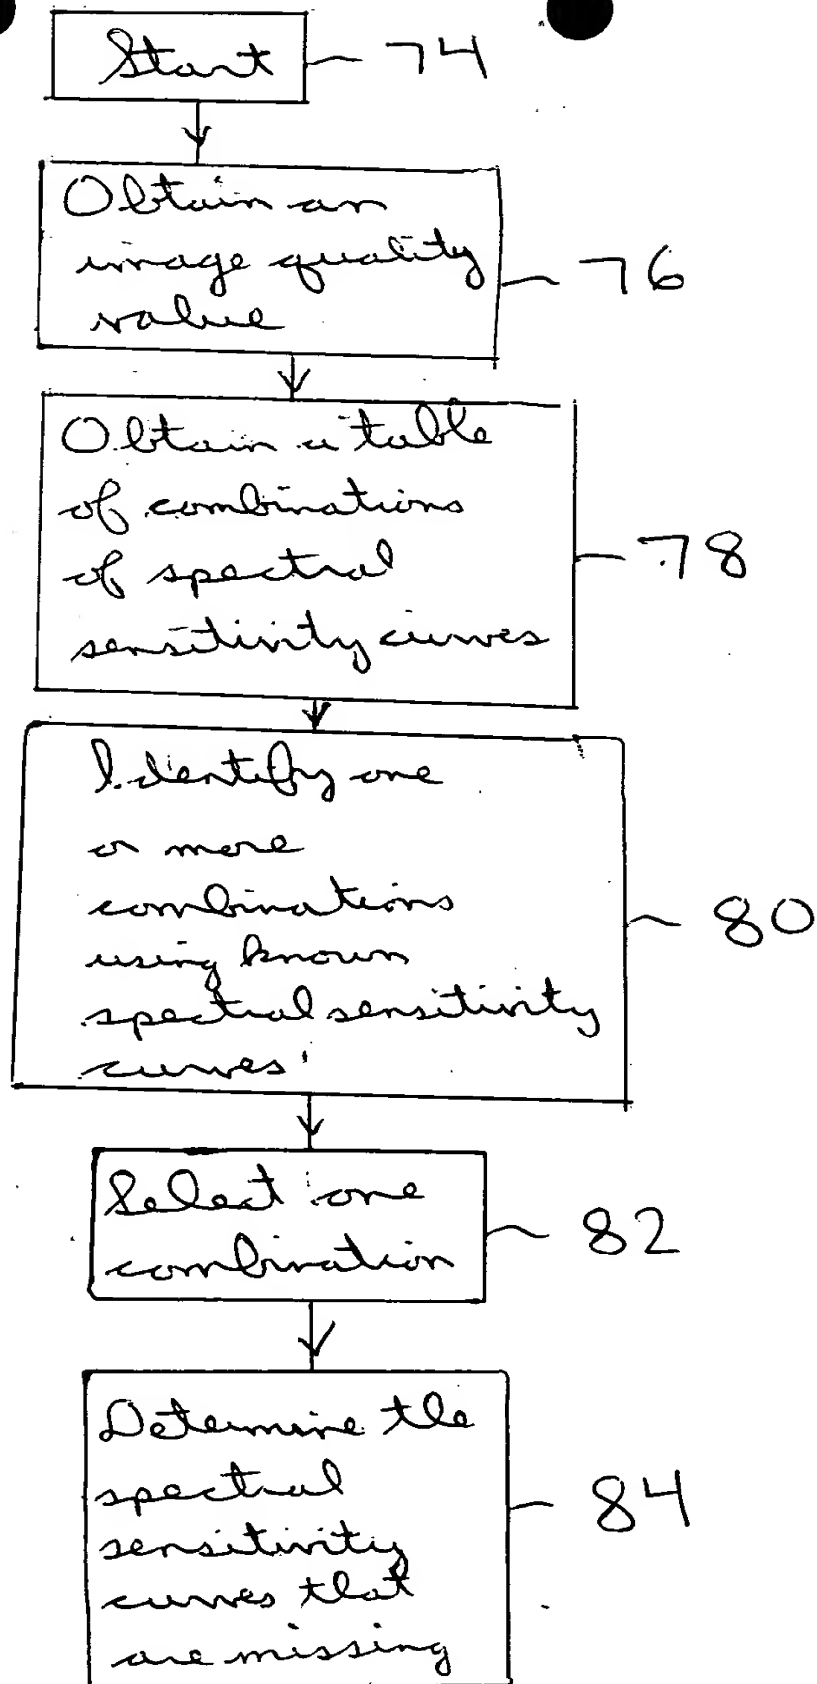 Start 74
Obtain an
image quality 76
value
Obtain a table
of combinations
of spectral 78
sensitivity curves
Identify one
or more
combinations 80
using known
spectral sensitivity
curves
Select one
combination 82
Determine the
spectral 84
sensitivity
curves that
are missing